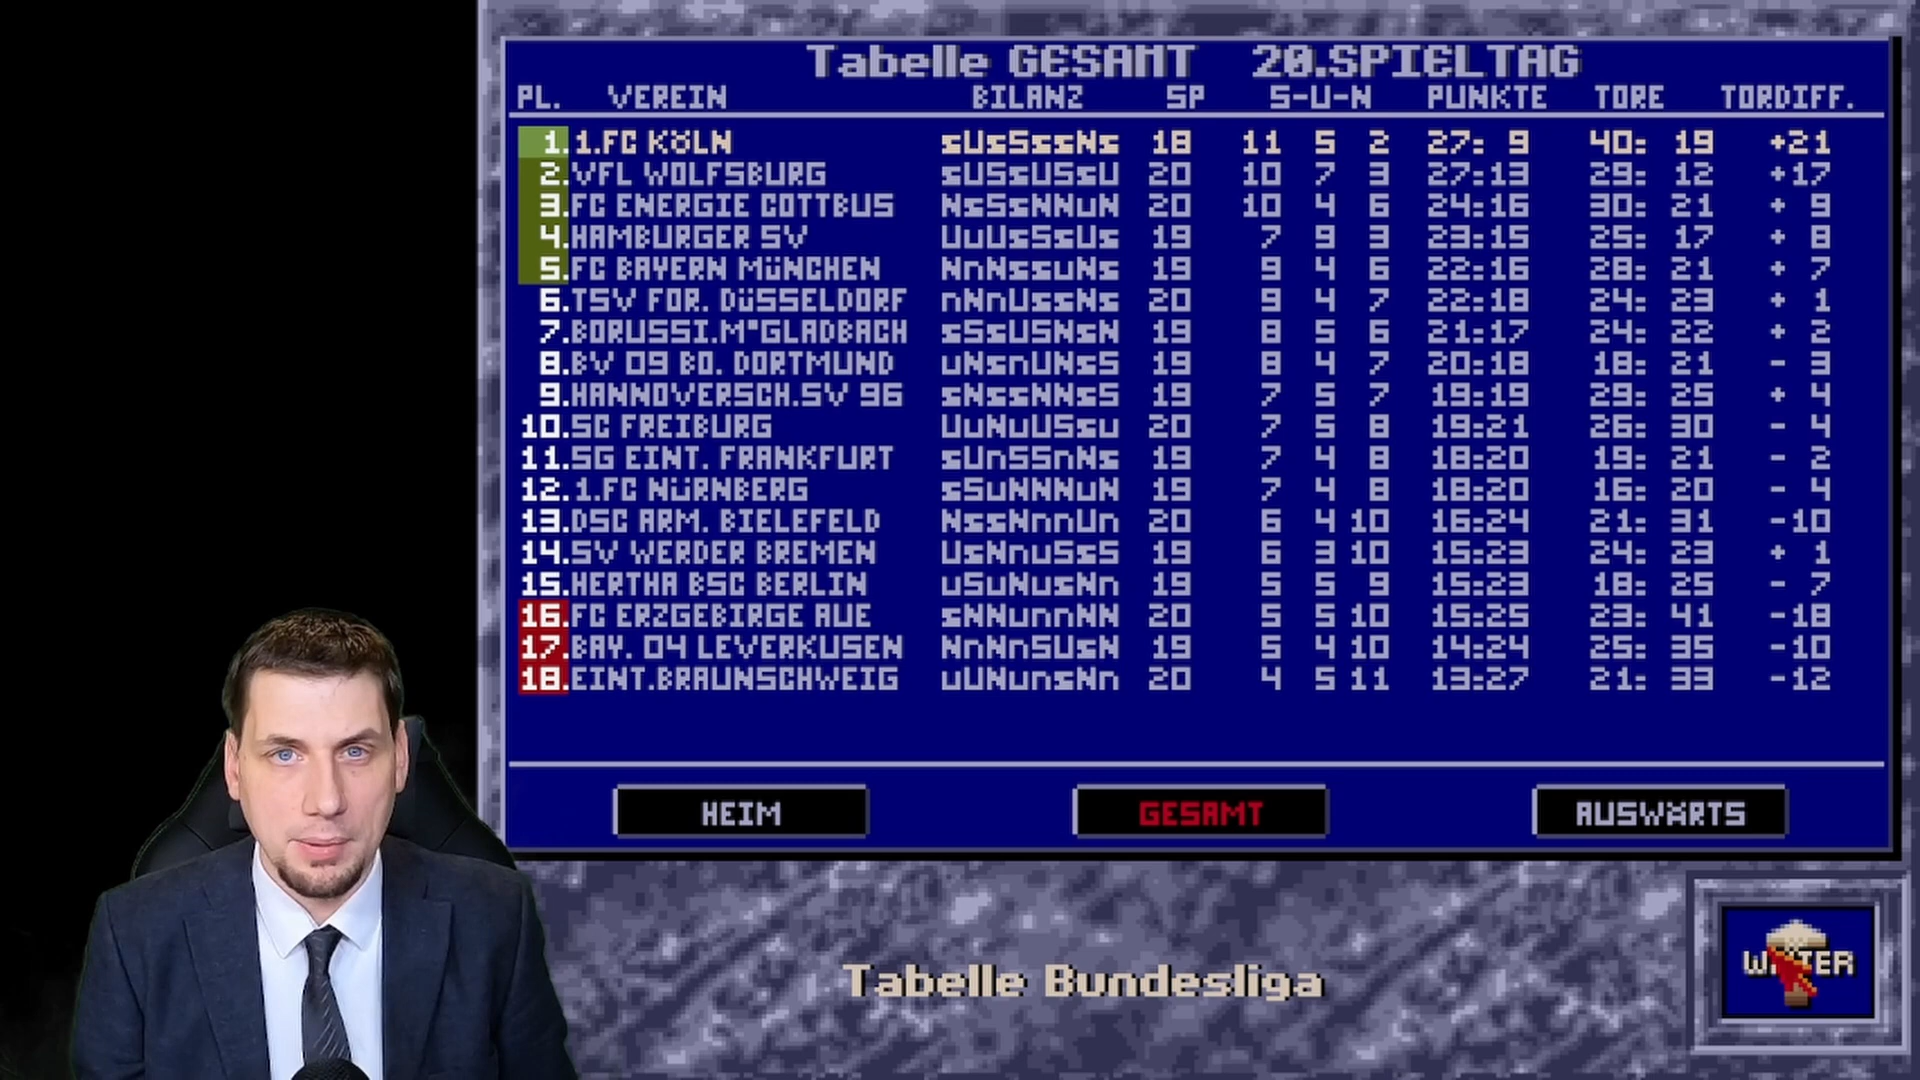 Tabelle GESAMT 20.SPIELTAG
PL. VEREIN BILANZ SP S-U-N PUNKTE TORE TORDIFF.
1. 1.FC KÖLN sUsSssNs 18 11 5 2 27: 9 40: 19 +21
2. VFL WOLFSBURG sUSsUSsU 20 10 7 3 27:13 29: 12 +17
3. FC ENERGIE COTTBUS NsSsNNuN 20 10 4 6 24:16 30: 21 + 9
4. HAMBURGER SV UuUsSsUs 19 7 9 3 23:15 25: 17 + 8
5. FC BAYERN MüNCHEN NnNssuNs 19 9 4 6 22:16 28: 21 + 7
6. TSV FOR. DüSSELDORF nNnUssNs 20 9 4 7 22:18 24: 23 + 1
7. BORUSSI.M"GLADBACH sSsUSNsN 19 8 5 6 21:17 24: 22 + 2
8. BV 09 BO. DORTMUND uNsnUNsS 19 8 4 7 20:18 18: 21 - 3
9. HANNOVERSCH.SV 96 sNssNNsS 19 7 5 7 19:19 29: 25 + 4
10. SC FREIBURG UuNuUSsu 20 7 5 8 19:21 26: 30 - 4
11. SG EINT. FRANKFURT sUnSSnNs 19 7 4 8 18:20 19: 21 - 2
12. 1.FC NüRNBERG sSuNNNuN 19 7 4 8 18:20 16: 20 - 4
13. DSC ARM. BIELEFELD NssNnnUn 20 6 4 10 16:24 21: 31 -10
14. SV WERDER BREMEN UsNnuSsS 19 6 3 10 15:23 24: 23 + 1
15. HERTHA BSC BERLIN uSuNusNn 19 5 5 9 15:23 18: 25 - 7
16. FC ERZGEBIRGE AUE sNNunnNN 20 5 5 10 15:25 23: 41 -18
17. BAY. 04 LEVERKUSEN NnNnSUsN 19 5 4 10 14:24 25: 35 -10
18. EINT.BRAUNSCHWEIG uUNunsNn 20 4 5 11 13:27 21: 33 -12
HEIM GESAMT AUSWÄRTS
Tabelle Bundesliga